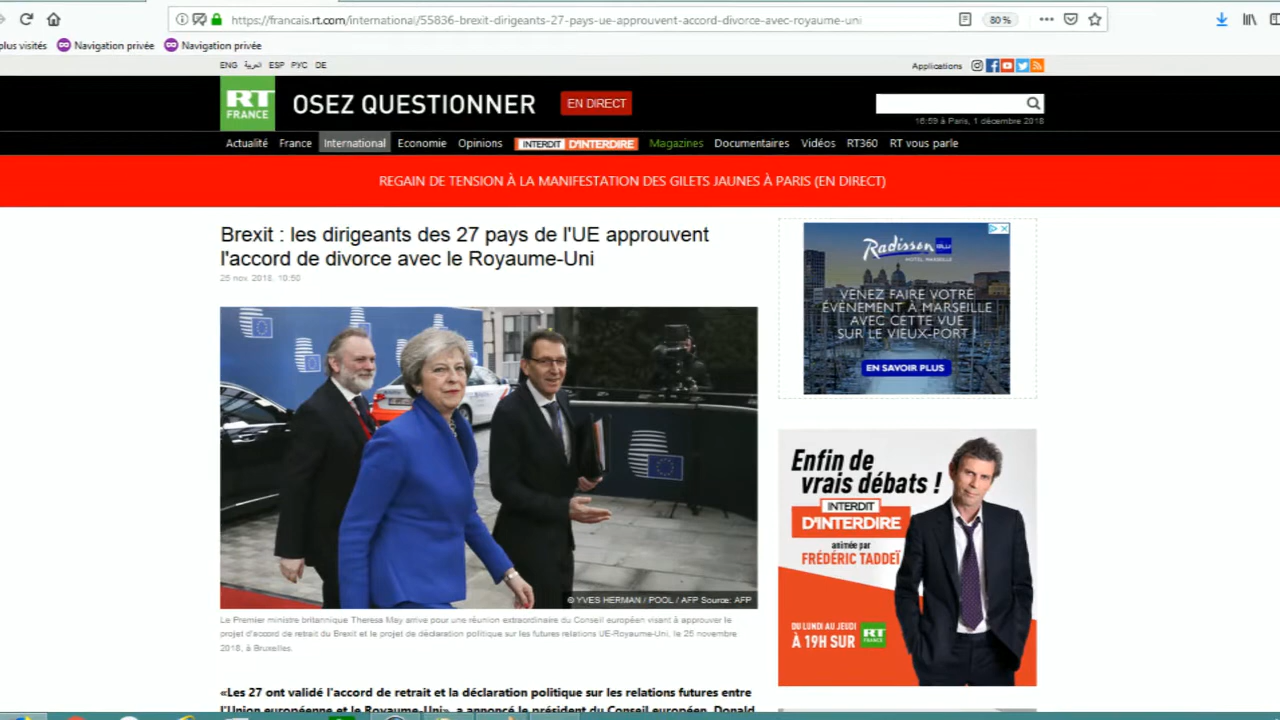 https://francais.rt.com/international/55836-brexit-dirigeants-27-pays-ue-approuvent-accord-divorce-avec-royaume-uni
80 %
plus visités Navigation privée Navigation privée
ENG العربية ESP РУС DE
Applications
RT
FRANCE
OSEZ QUESTIONNER
EN DIRECT
16:59 à Paris, 1 décembre 2018
Actualité France International Economie Opinions INTERDIT D'INTERDIRE Magazines Documentaires Vidéos RT360 RT vous parle
REGAIN DE TENSION À LA MANIFESTATION DES GILETS JAUNES À PARIS (EN DIRECT)
Brexit : les dirigeants des 27 pays de l'UE approuvent
l'accord de divorce avec le Royaume-Uni
25 nov. 2018, 10:50
© YVES HERMAN / POOL / AFP Source: AFP
Le Premier ministre britannique Theresa May arrive pour une réunion extraordinaire du Conseil européen visant à approuver le
projet d'accord de retrait du Brexit et le projet de déclaration politique sur les futures relations UE-Royaume-Uni, le 25 novembre
2018, à Bruxelles.
«Les 27 ont validé l'accord de retrait et la déclaration politique sur les relations futures entre
l'Union européenne et le Royaume-Uni», a annoncé le président du Conseil européen, Donald
Radisson BLU
HOTEL, MARSEILLE
VENEZ FAIRE VOTRE
ÉVÉNEMENT À MARSEILLE
AVEC CETTE VUE
SUR LE VIEUX-PORT !
EN SAVOIR PLUS
Enfin de
vrais débats !
INTERDIT
D'INTERDIRE
animée par
FRÉDÉRIC TADDEÏ
DU LUNDI AU JEUDI
À 19H SUR RT
FRANCE